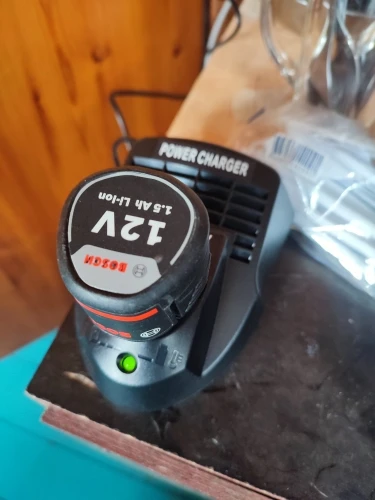 POWER CHARGER
BOSCH
12V
1.5 Ah Li-Ion